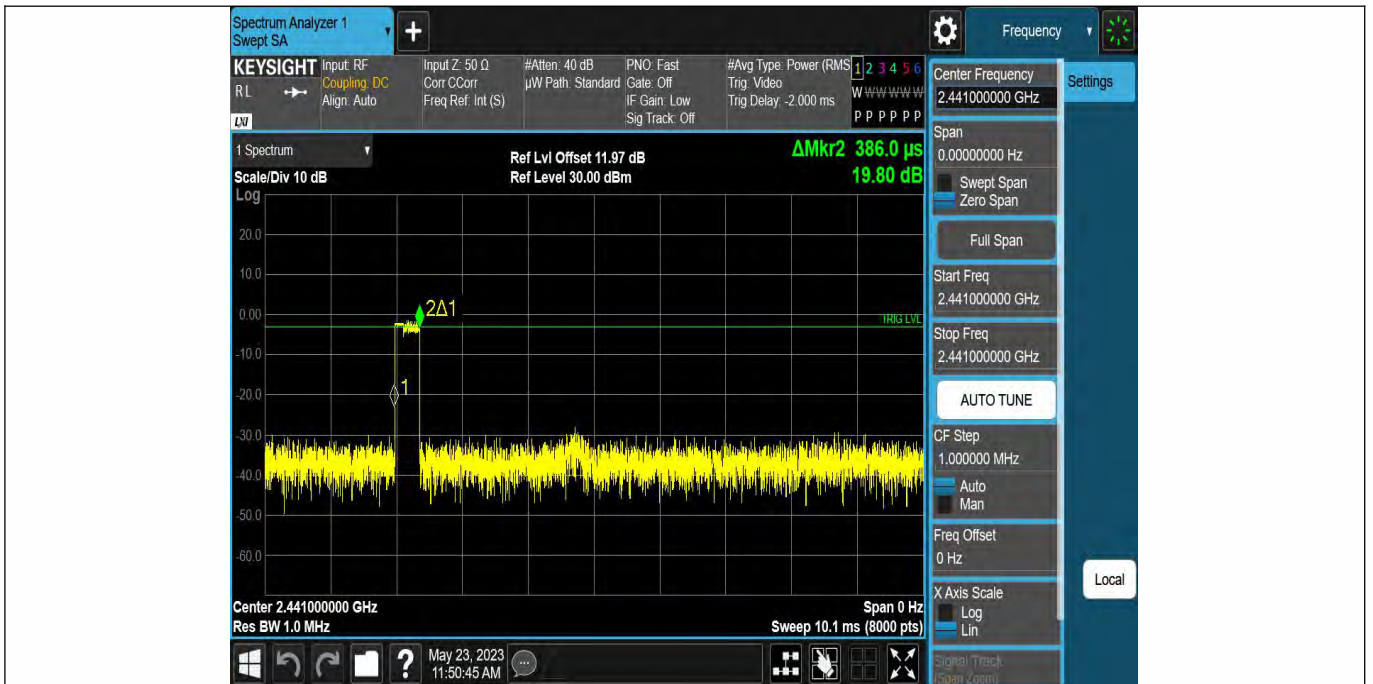 Spectrum Analyzer 1
Swept SA
Frequency
KEYSIGHT
RL
LXI
Input: RF
Coupling: DC
Align: Auto
Input Z: 50 Ω
Corr CCorr
Freq Ref: Int (S)
#Atten: 40 dB
µW Path: Standard
PNO: Fast
Gate: Off
IF Gain: Low
Sig Track: Off
#Avg Type: Power (RMS
Trig: Video
Trig Delay: -2.000 ms
1 2 3 4 5 6
W W W W W W
P P P P P P
1 Spectrum
Scale/Div 10 dB
Ref Lvl Offset 11.97 dB
Ref Level 30.00 dBm
ΔMkr2 386.0 µs
19.80 dB
Log
20.0
10.0
0.00
-10.0
-20.0
-30.0
-40.0
-50.0
-60.0
2Δ1
1
TRIG LVL
Center 2.441000000 GHz
Res BW 1.0 MHz
Span 0 Hz
Sweep 10.1 ms (8000 pts)
May 23, 2023
11:50:45 AM
Center Frequency
2.441000000 GHz
Settings
Span
0.00000000 Hz
Swept Span
Zero Span
Full Span
Start Freq
2.441000000 GHz
Stop Freq
2.441000000 GHz
AUTO TUNE
CF Step
1.000000 MHz
Auto
Man
Freq Offset
0 Hz
X Axis Scale
Log
Lin
Local
Signal Track
(Span Zoom)